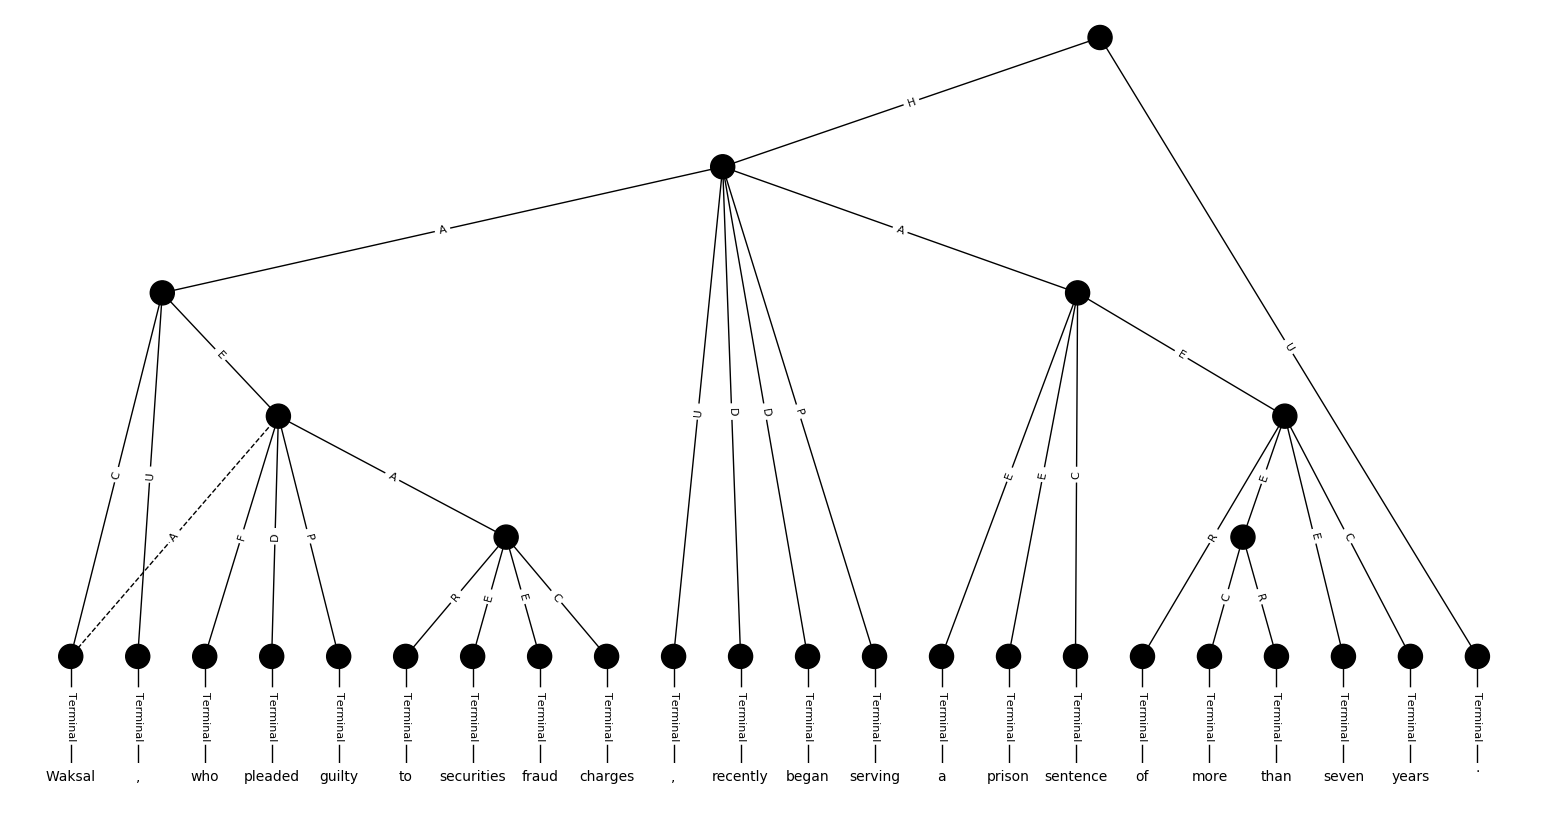 H
A A
E E U
U D D P
C U A E E C E
A F D P R E C
R E E C C R
Terminal Terminal Terminal Terminal Terminal Terminal Terminal Terminal Terminal Terminal Terminal Terminal Terminal Terminal Terminal Terminal Terminal Terminal Terminal Terminal Terminal Terminal
Waksal , who pleaded guilty to securities fraud charges , recently began serving a prison sentence of more than seven years .